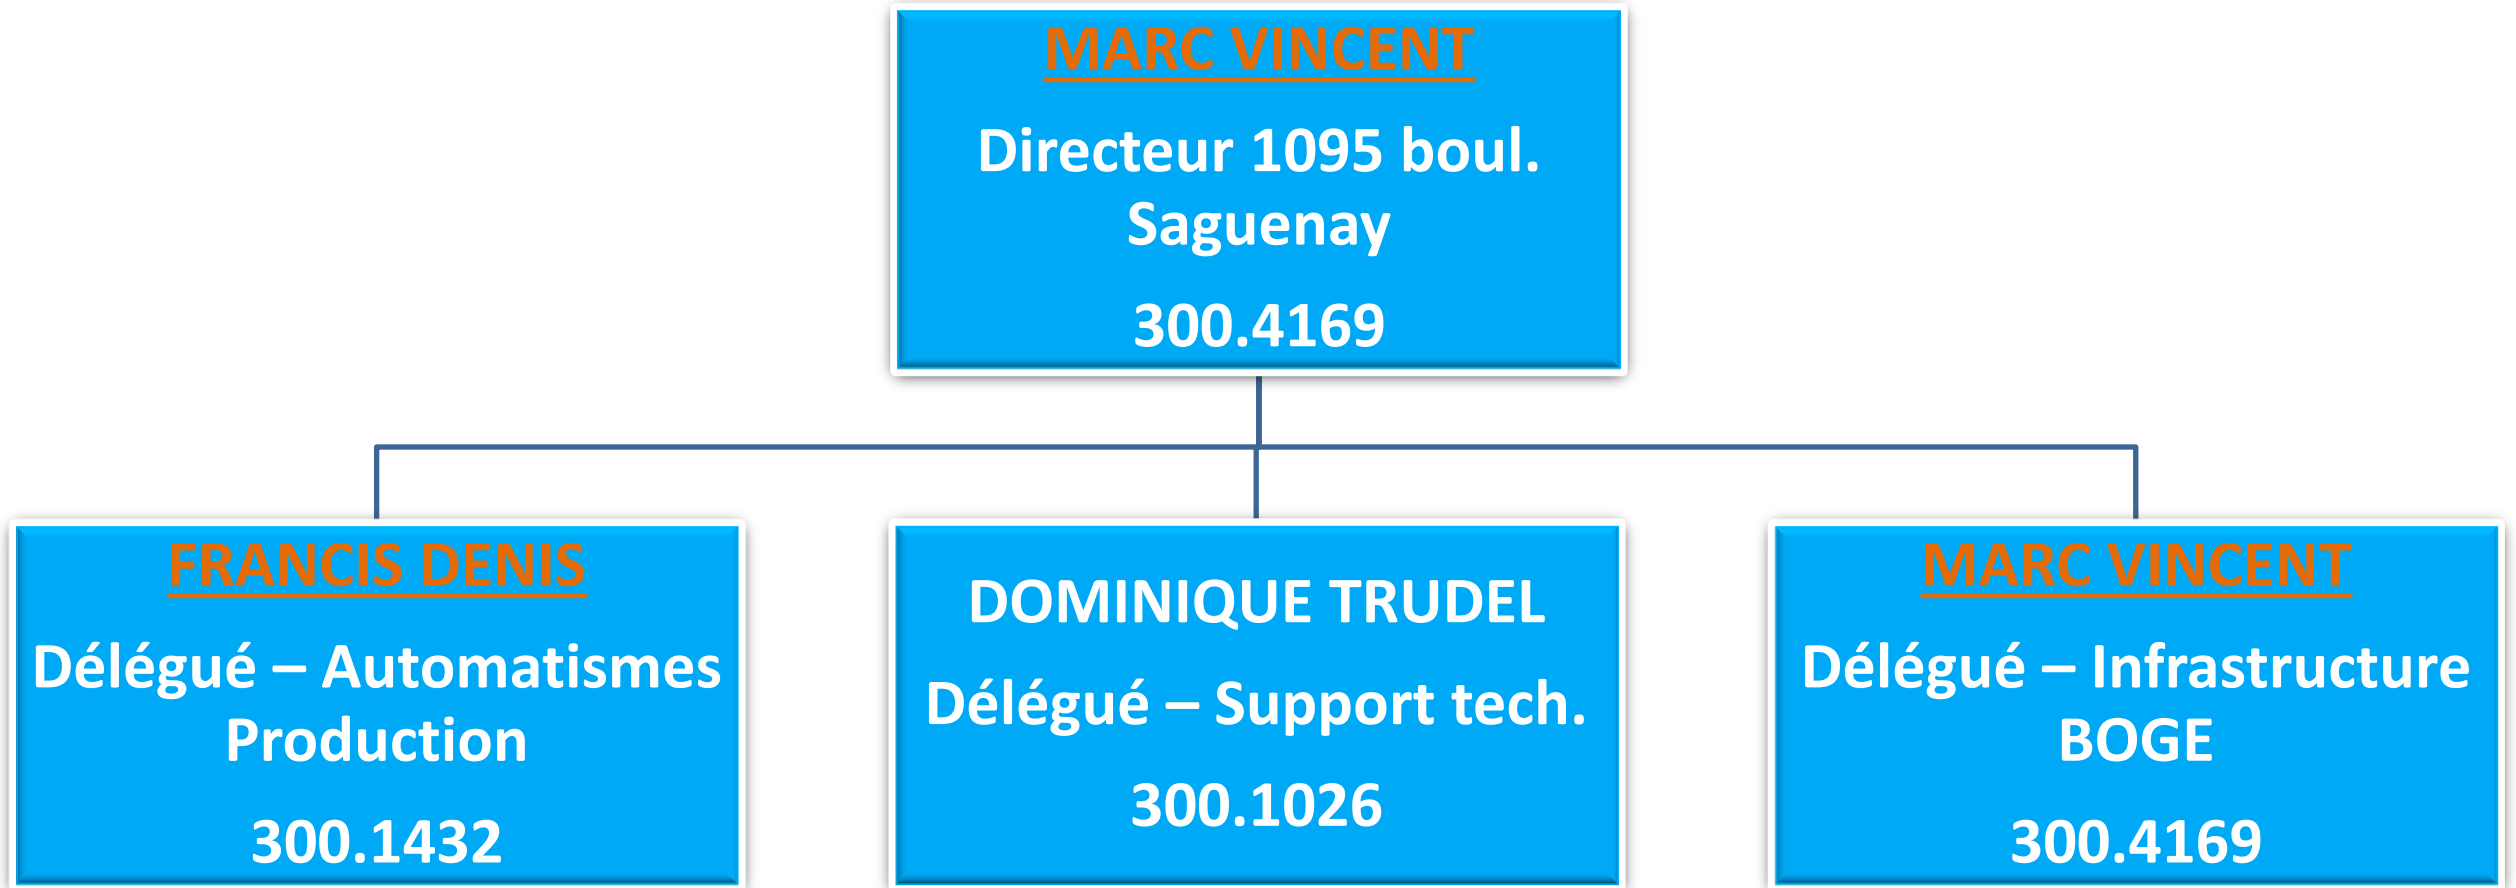 MARC VINCENT
Directeur 1095 boul.
Saguenay
300.4169
FRANCIS DENIS
Délégué – Automatismes
Production
300.1432
DOMINIQUE TRUDEL
Délégué – Support tech.
300.1026
MARC VINCENT
Délégué – Infrastructure
BOGE
300.4169